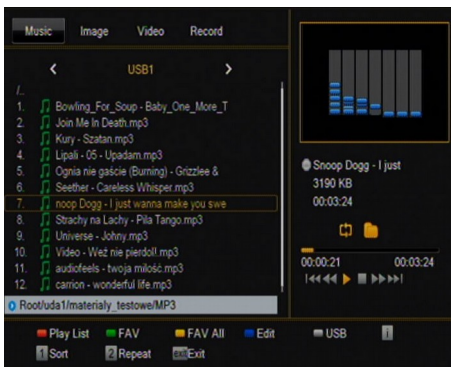 Music Image Video Record
USB1
/..
1. Bowling_For_Soup - Baby_One_More_T
2. Join Me In Death.mp3
3. Kury - Szatan.mp3
4. Lipali - 05 - Upadam.mp3
5. Ognia nie gaście (Burning) - Grizzlee &
6. Seether - Careless Whisper.mp3
7. noop Dogg - I just wanna make you swe
8. Strachy na Lachy - Piła Tango.mp3
9. Universe - Johny.mp3
10. Video - Weź nie pierdol!.mp3
11. audiofeels - twoja miłość.mp3
12. carrion - wonderful life.mp3
Root/uda1/materialy_testowe/MP3
Snoop Dogg - I just
3190 KB
00:03:24
00:00:21 00:03:24
Play List FAV FAV All Edit USB i
1 Sort 2 Repeat exit Exit